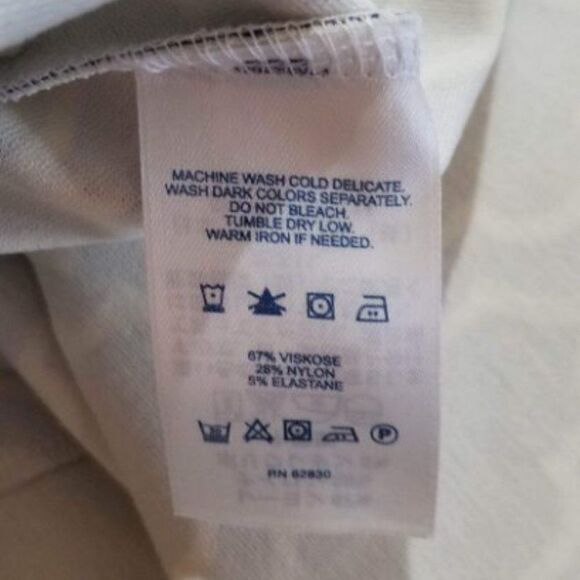 MACHINE WASH COLD DELICATE.
WASH DARK COLORS SEPARATELY.
DO NOT BLEACH.
TUMBLE DRY LOW.
WARM IRON IF NEEDED.
67% VISKOSE
28% NYLON
5% ELASTANE
P
RN 62830